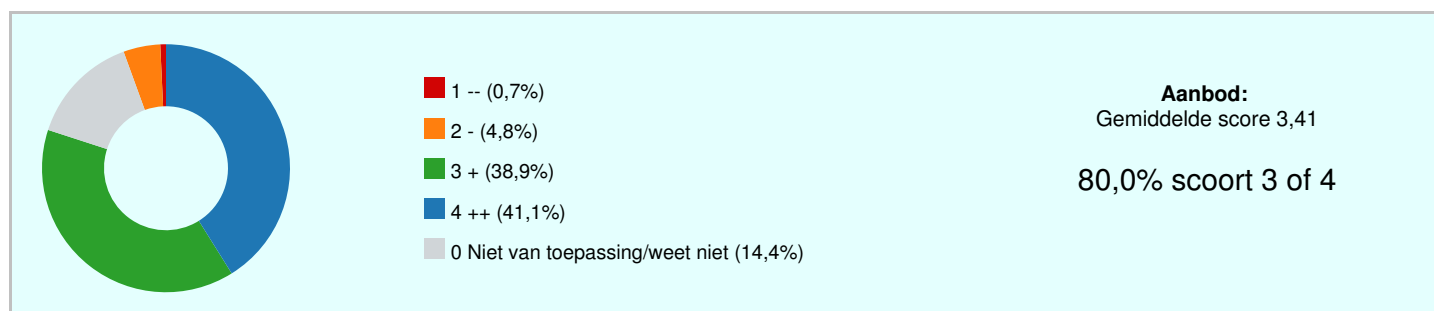 1 -- (0,7%)
2 - (4,8%)
3 + (38,9%)
4 ++ (41,1%)
0 Niet van toepassing/weet niet (14,4%)
Aanbod:
Gemiddelde score 3,41
80,0% scoort 3 of 4